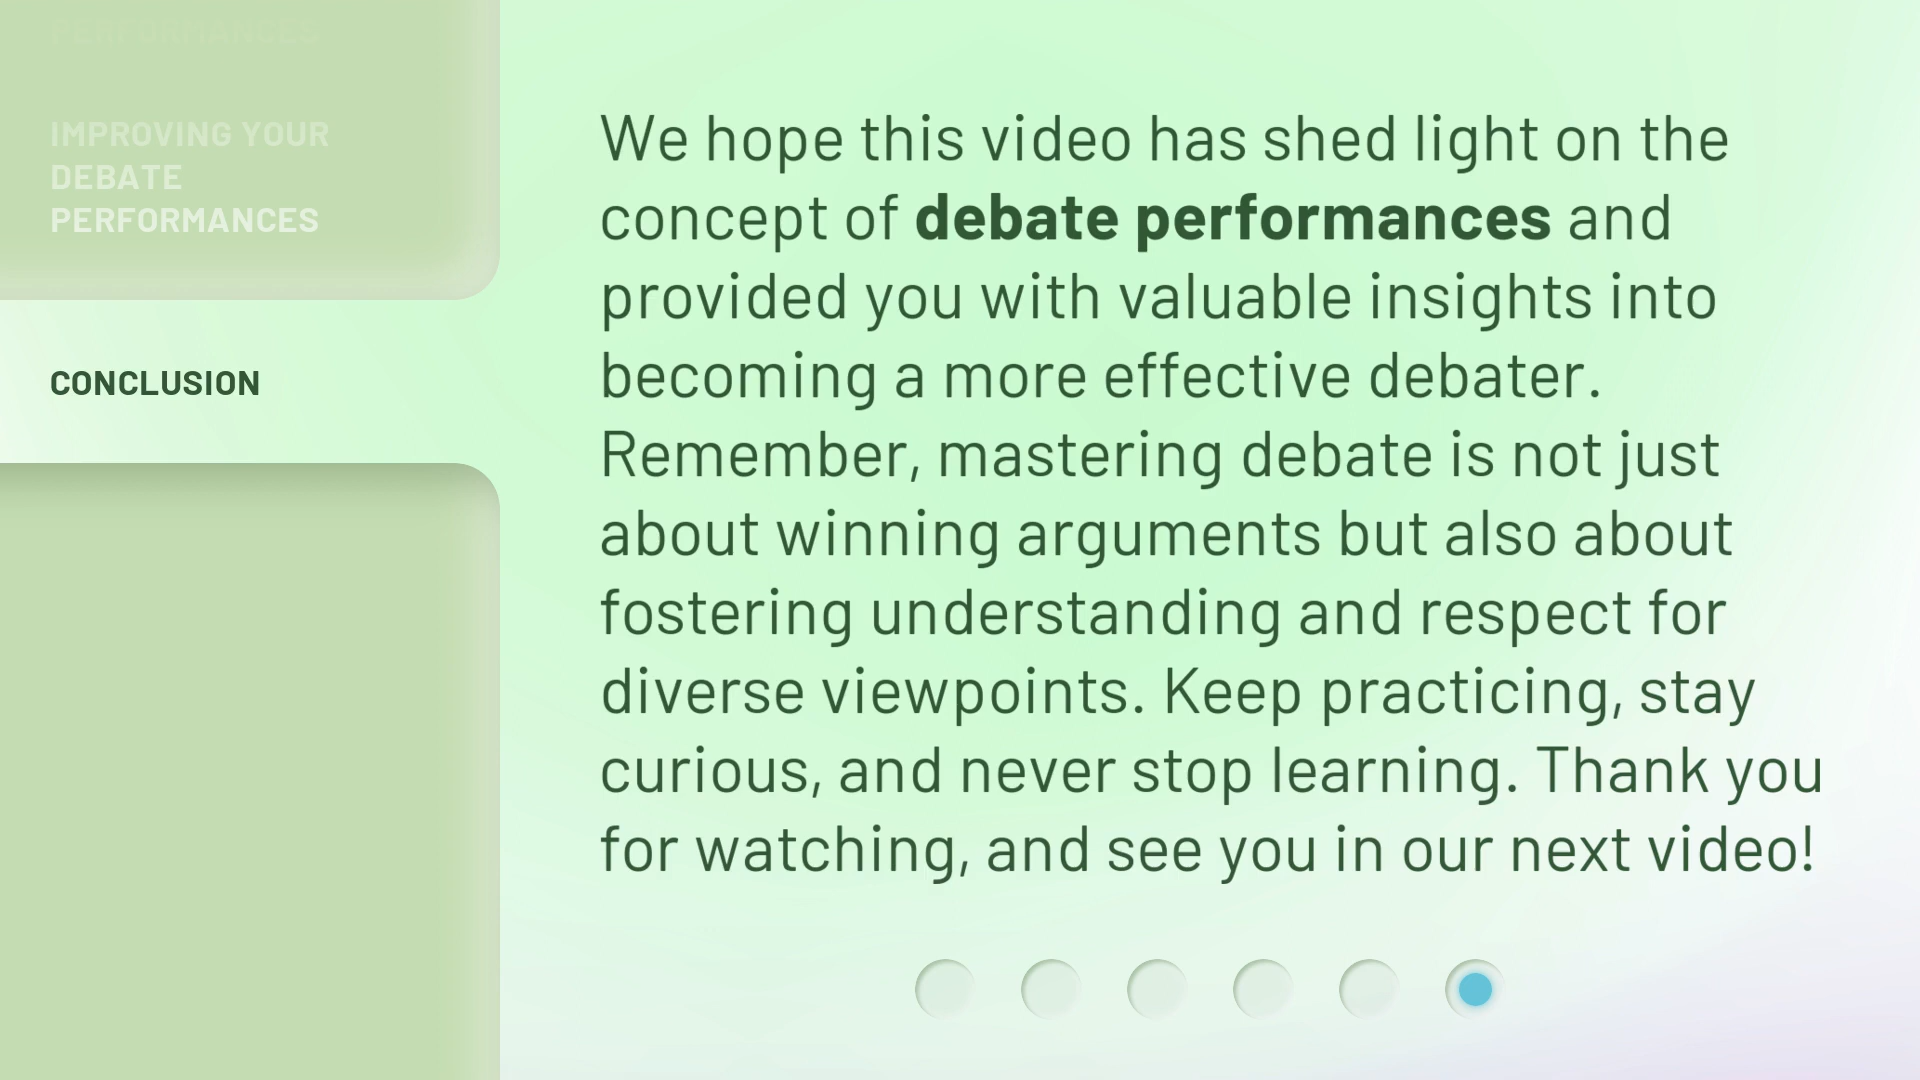 PERFORMANCES
IMPROVING YOUR
DEBATE
PERFORMANCES
CONCLUSION
We hope this video has shed light on the
concept of debate performances and
provided you with valuable insights into
becoming a more effective debater.
Remember, mastering debate is not just
about winning arguments but also about
fostering understanding and respect for
diverse viewpoints. Keep practicing, stay
curious, and never stop learning. Thank you
for watching, and see you in our next video!